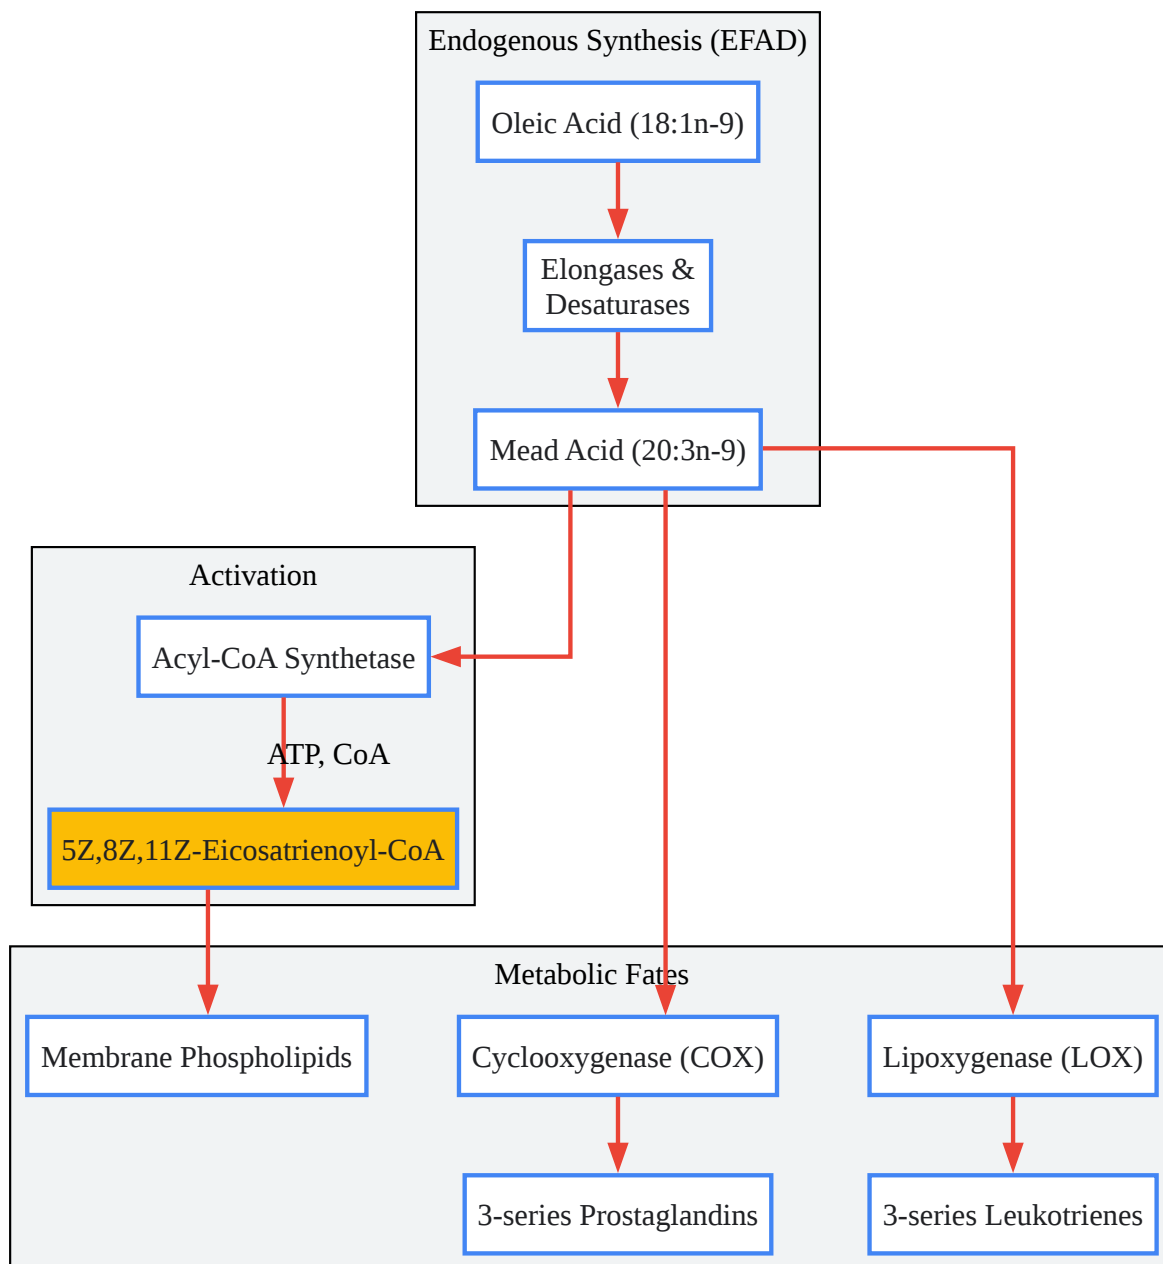 Endogenous Synthesis (EFAD)
Oleic Acid (18:1n-9)
Elongases &
Desaturases
Mead Acid (20:3n-9)
Activation
Acyl-CoA Synthetase
ATP, CoA
5Z,8Z,11Z-Eicosatrienoyl-CoA
Metabolic Fates
Membrane Phospholipids
Cyclooxygenase (COX)
Lipoxygenase (LOX)
3-series Prostaglandins
3-series Leukotrienes